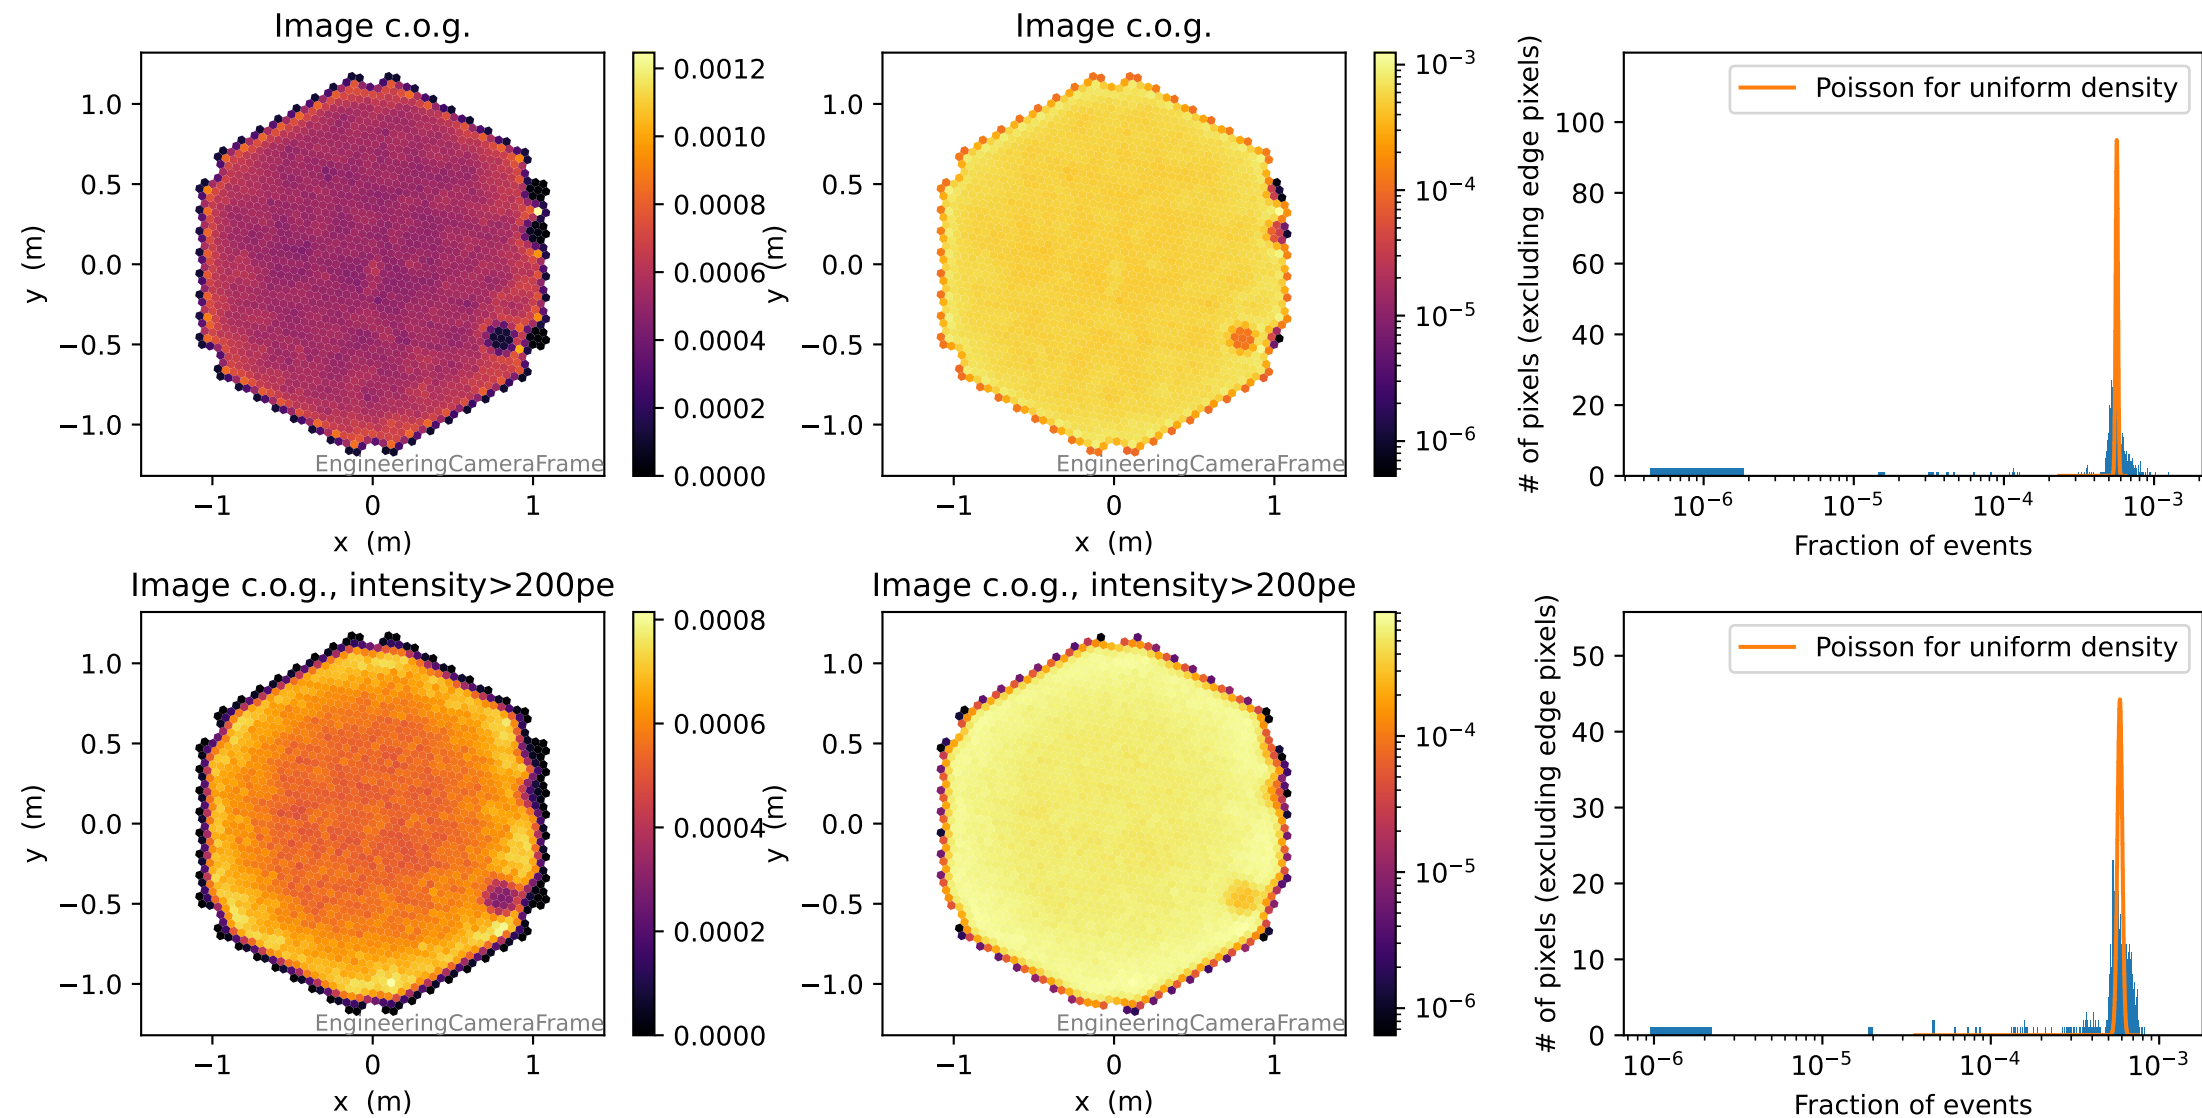 Image c.o.g.
1.0
0.5
0.0
−0.5
−1.0
y (m)
−1 0 1
x (m)
EngineeringCameraFrame
0.0012
0.0010
0.0008
0.0006
0.0004
0.0002
0.0000
Image c.o.g.
1.0
0.5
0.0
−0.5
−1.0
y (m)
−1 0 1
x (m)
EngineeringCameraFrame
10⁻³
10⁻⁴
10⁻⁵
10⁻⁶
Poisson for uniform density
100
80
60
40
20
0
# of pixels (excluding edge pixels)
10⁻⁶ 10⁻⁵ 10⁻⁴ 10⁻³
Fraction of events
Image c.o.g., intensity>200pe
1.0
0.5
0.0
−0.5
−1.0
y (m)
−1 0 1
x (m)
EngineeringCameraFrame
0.0008
0.0006
0.0004
0.0002
0.0000
Image c.o.g., intensity>200pe
1.0
0.5
0.0
−0.5
−1.0
y (m)
−1 0 1
x (m)
EngineeringCameraFrame
10⁻⁴
10⁻⁵
10⁻⁶
Poisson for uniform density
50
40
30
20
10
0
# of pixels (excluding edge pixels)
10⁻⁶ 10⁻⁵ 10⁻⁴ 10⁻³
Fraction of events